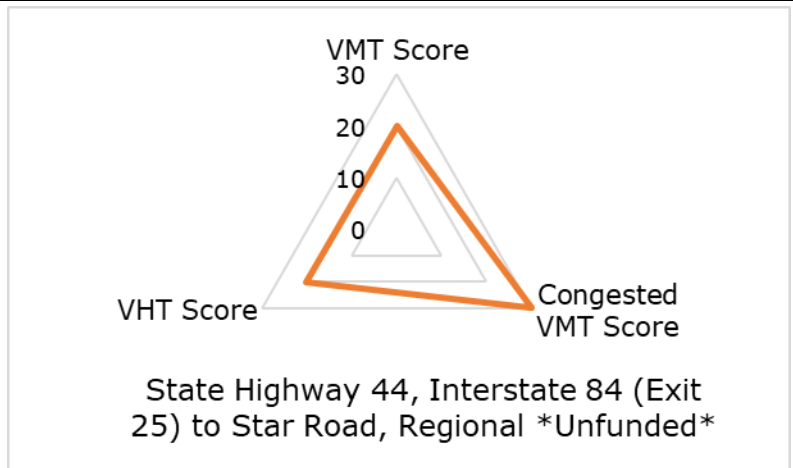 VMT Score
30
20
10
0
VHT Score
Congested
VMT Score
State Highway 44, Interstate 84 (Exit
25) to Star Road, Regional *Unfunded*